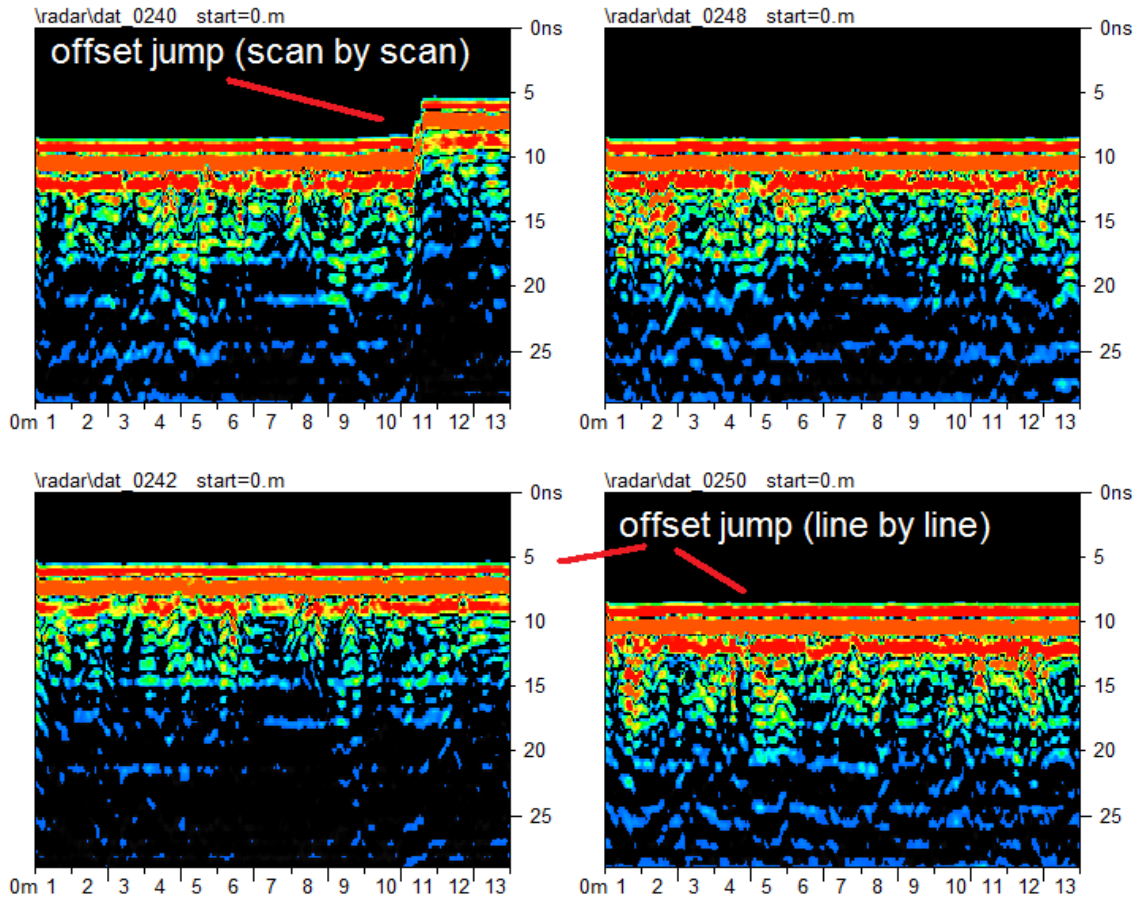 \radar\dat_0240 start=0.m
0ns
offset jump (scan by scan)
5
10
15
20
25
0m 1 2 3 4 5 6 7 8 9 10 11 12 13
\radar\dat_0248 start=0.m
0ns
5
10
15
20
25
0m 1 2 3 4 5 6 7 8 9 10 11 12 13
\radar\dat_0242 start=0.m
0ns
5
10
15
20
25
0m 1 2 3 4 5 6 7 8 9 10 11 12 13
\radar\dat_0250 start=0.m
0ns
offset jump (line by line)
5
10
15
20
25
0m 1 2 3 4 5 6 7 8 9 10 11 12 13